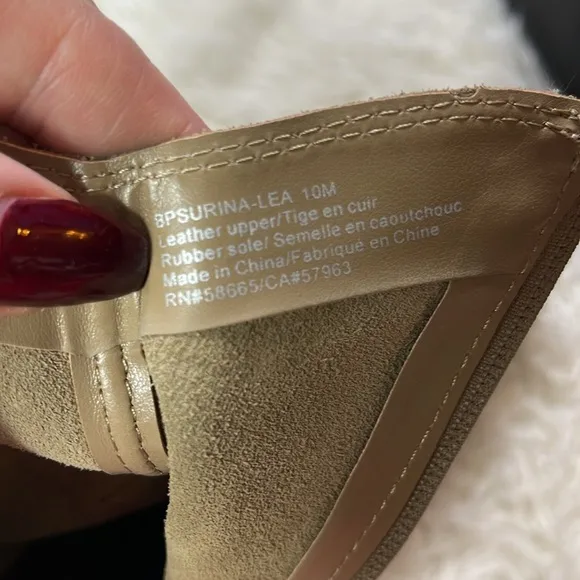 BPSURINA-LEA 10M
Leather upper/Tige en cuir
Rubber sole/ Semelle en caoutchouc
Made in China/Fabriqué en Chine
RN#58665/CA#57963